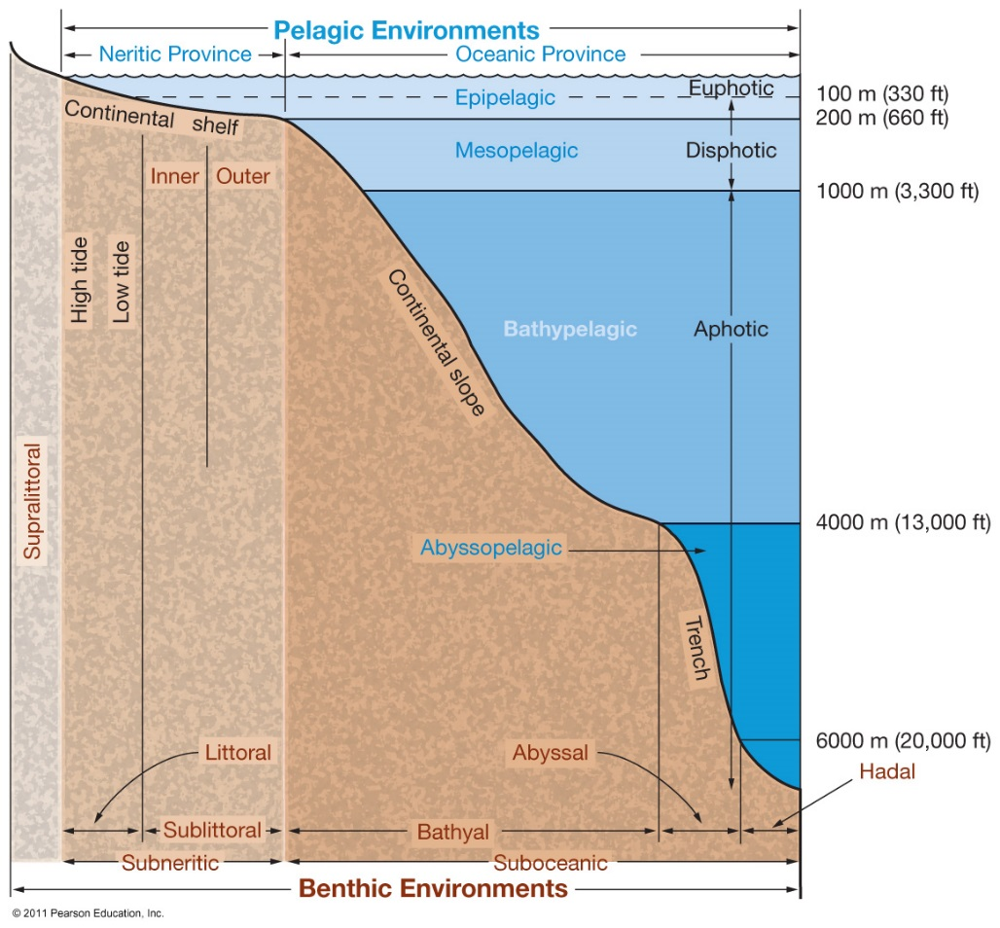 Pelagic Environments
Neritic Province
Oceanic Province
Euphotic
Epipelagic
100 m (330 ft)
200 m (660 ft)
Continental shelf
Mesopelagic
Disphotic
Inner
Outer
1000 m (3,300 ft)
High tide
Low tide
Continental slope
Bathypelagic
Aphotic
Supralittoral
4000 m (13,000 ft)
Abyssopelagic
Trench
6000 m (20,000 ft)
Littoral
Abyssal
Hadal
Sublittoral
Bathyal
Subneritic
Suboceanic
Benthic Environments
© 2011 Pearson Education, Inc.